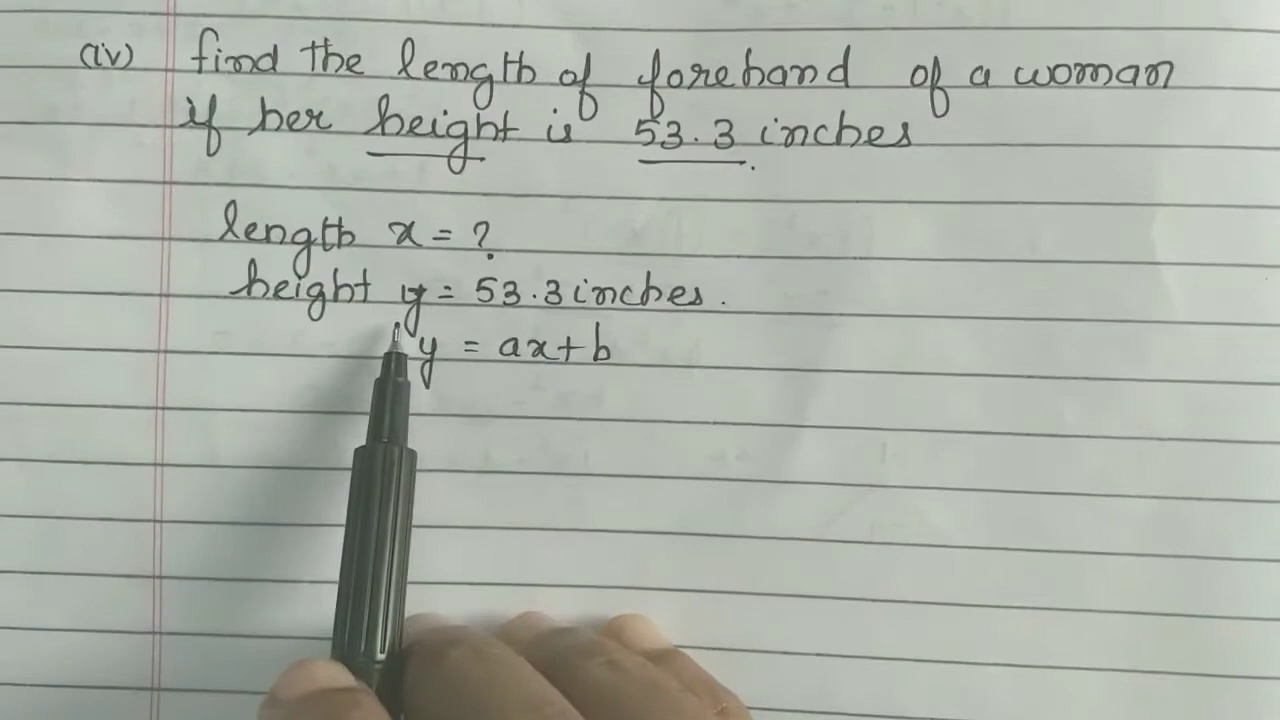 (iv) find the length of forehand of a woman
if her height is 53.3 inches.
length x = ?
height y = 53.3 inches.
y = ax+b